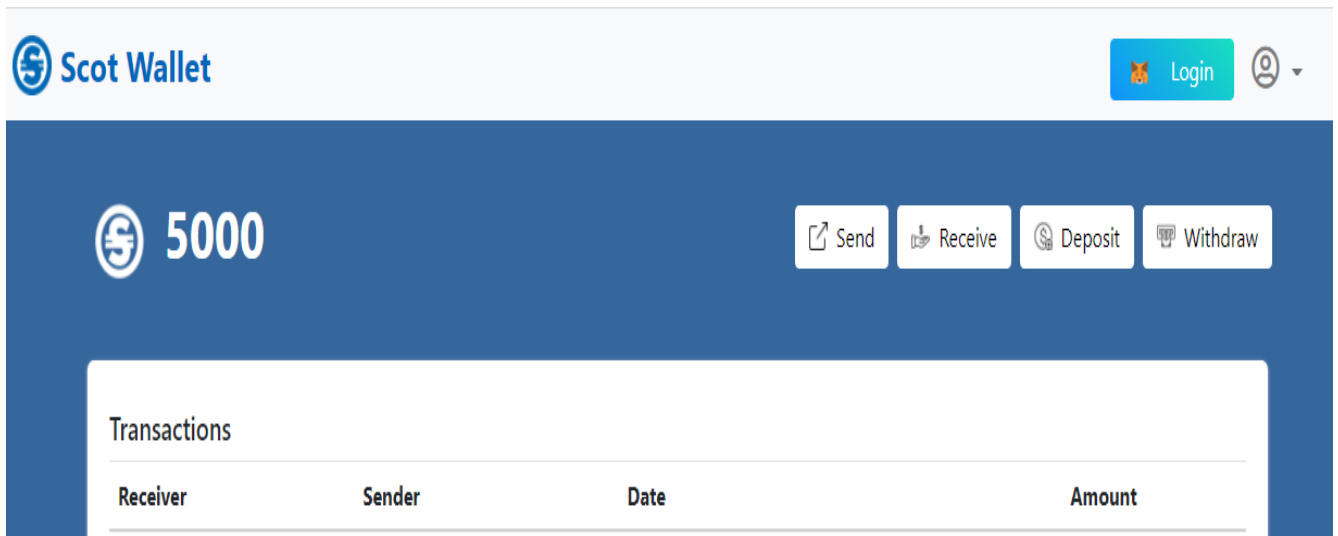 Scot Wallet
Login
5000
Send Receive Deposit Withdraw
Transactions
Receiver Sender Date Amount